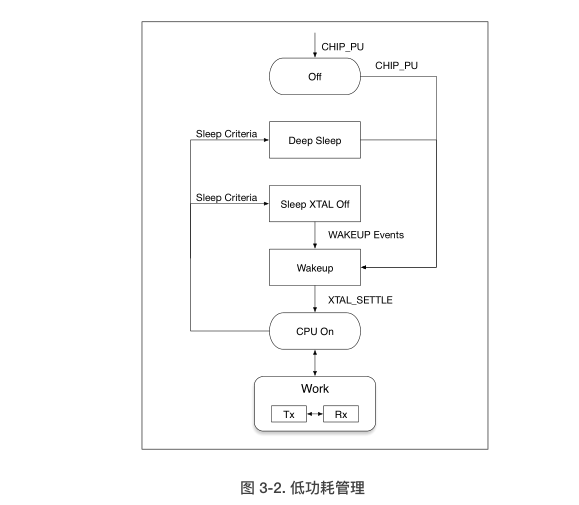 CHIP_PU
CHIP_PU
Off
Sleep Criteria
Deep Sleep
Sleep Criteria
Sleep XTAL Off
WAKEUP Events
Wakeup
XTAL_SETTLE
CPU On
Work
Tx
Rx
图 3-2. 低功耗管理